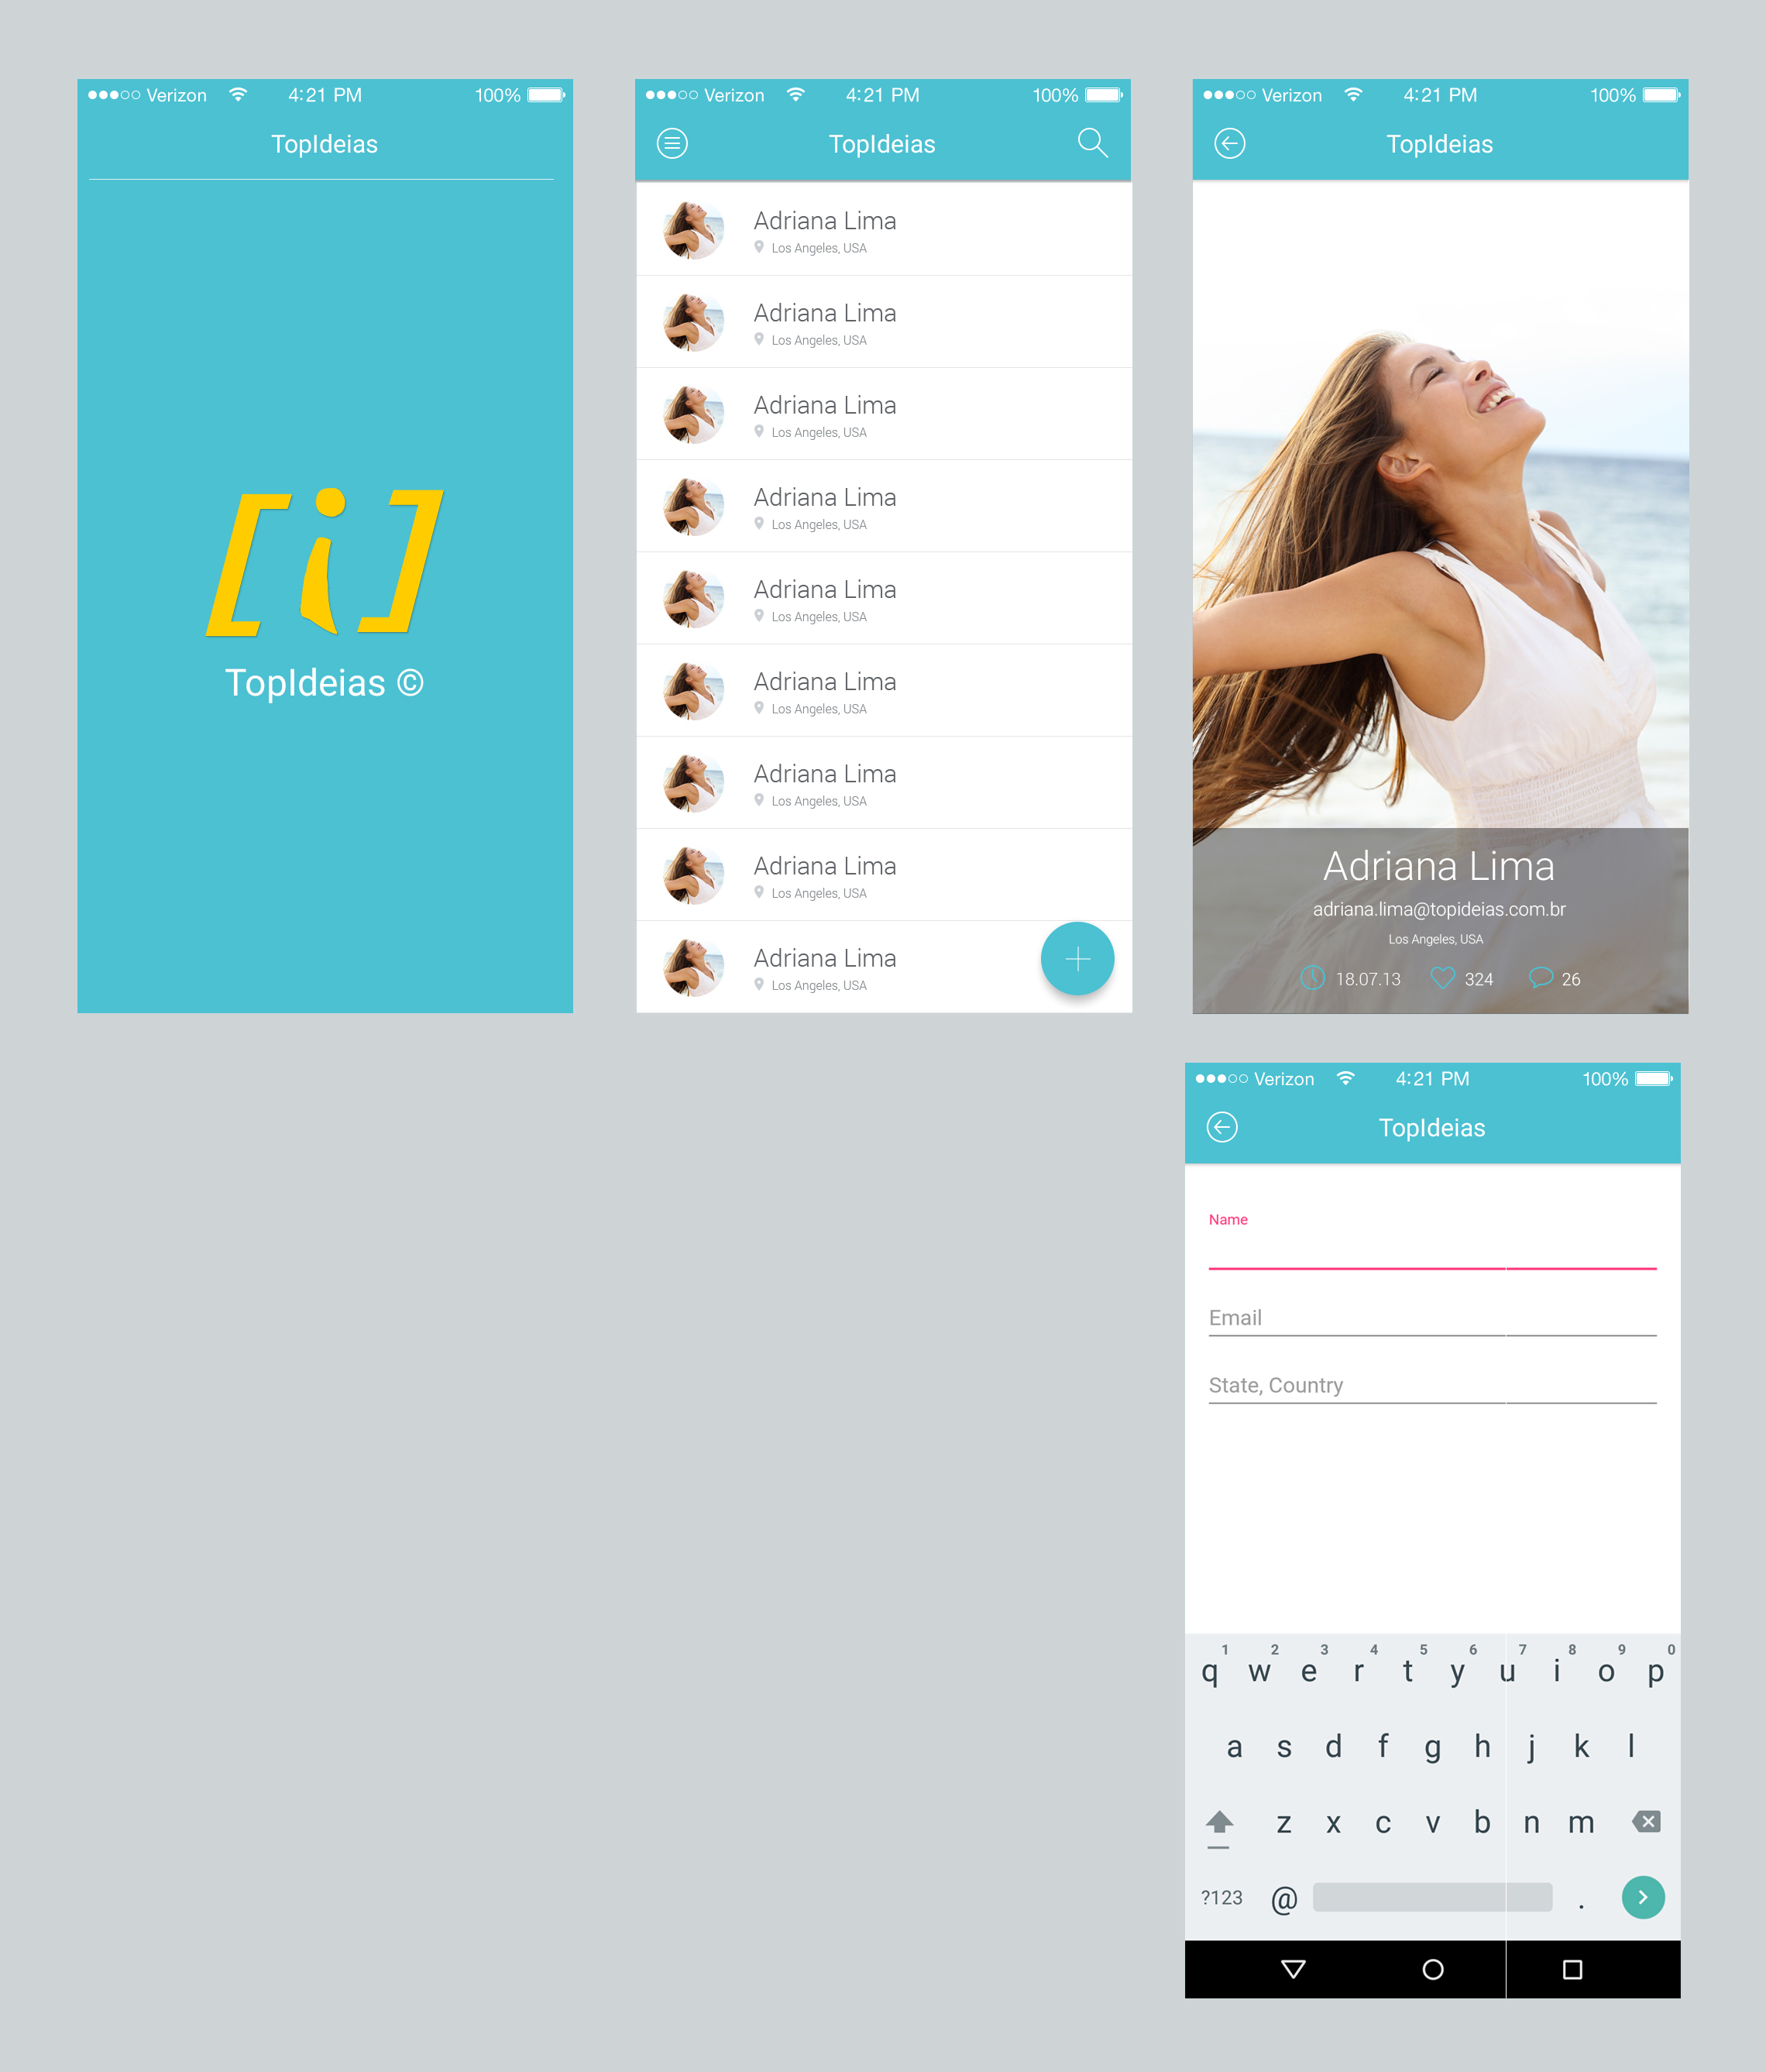 Verizon 4:21 PM 100%
TopIdeias
[i]
TopIdeias ©
Verizon 4:21 PM 100%
TopIdeias
Adriana Lima
Los Angeles, USA
Adriana Lima
Los Angeles, USA
Adriana Lima
Los Angeles, USA
Adriana Lima
Los Angeles, USA
Adriana Lima
Los Angeles, USA
Adriana Lima
Los Angeles, USA
Adriana Lima
Los Angeles, USA
Adriana Lima
Los Angeles, USA
Adriana Lima
Los Angeles, USA
Verizon 4:21 PM 100%
TopIdeias
Adriana Lima
adriana.lima@topideias.com.br
Los Angeles, USA
18.07.13 324 26
Verizon 4:21 PM 100%
TopIdeias
Name
Email
State, Country
1 2 3 4 5 6 7 8 9 0
q w e r t y u i o p
a s d f g h j k l
z x c v b n m
?123 @ .